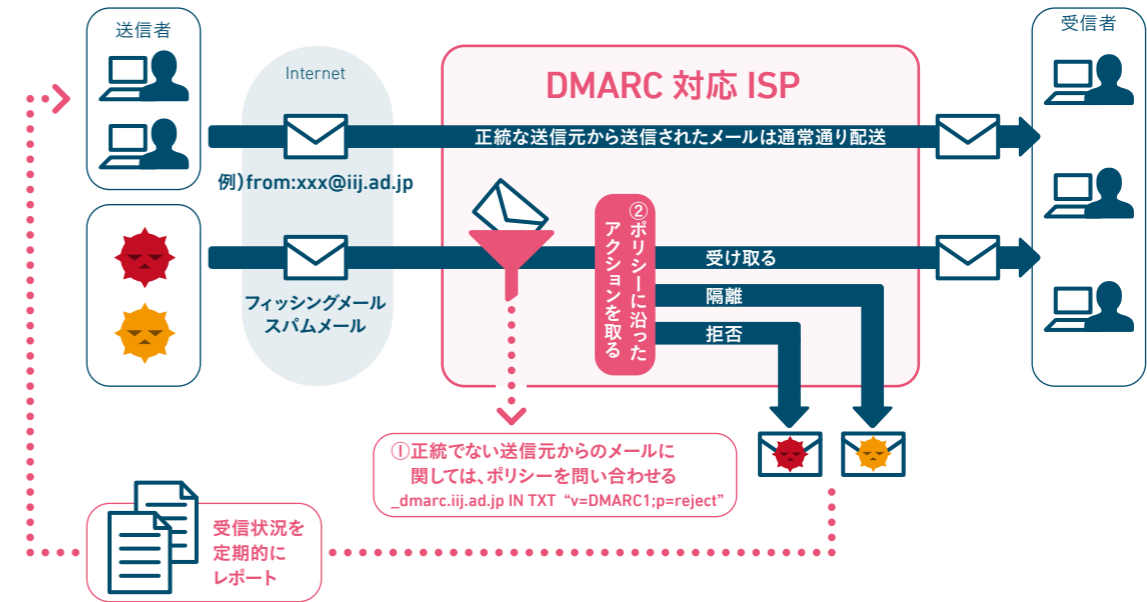 送信者
受信者
Internet
DMARC 対応 ISP
正統な送信元から送信されたメールは通常通り配送
例)from:xxx@iij.ad.jp
②ポリシーに沿った
アクションを取る
受け取る
隔離
拒否
フィッシングメール
スパムメール
①正統でない送信元からのメールに
関しては、ポリシーを問い合わせる
_dmarc.iij.ad.jp IN TXT “v=DMARC1;p=reject”
受信状況を
定期的に
レポート